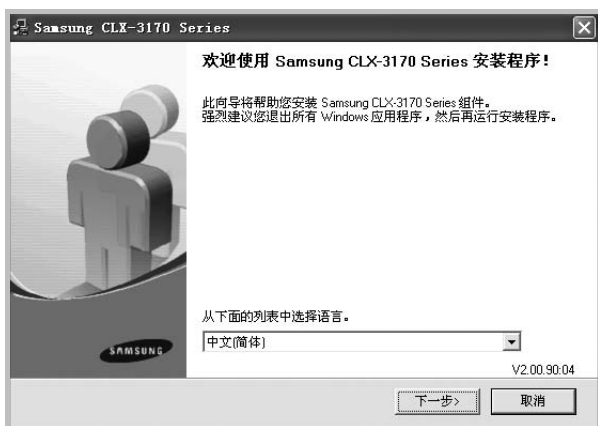 Samsung CLX-3170 Series
欢迎使用 Samsung CLX-3170 Series 安装程序!
此向导将帮助您安装 Samsung CLX-3170 Series 组件。
强烈建议您退出所有 Windows 应用程序，然后再运行安装程序。
从下面的列表中选择语言。
中文(简体)
SAMSUNG
V2.00.90:04
下一步>
取消